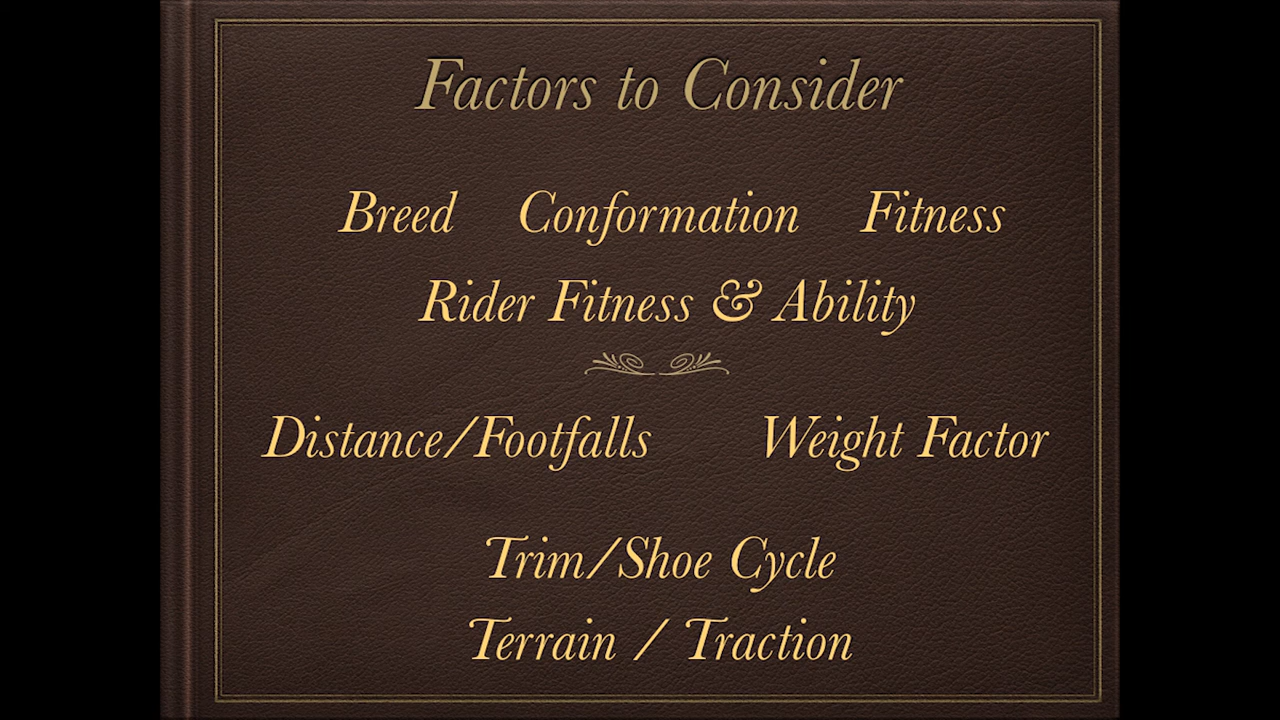 Factors to Consider
Breed Conformation Fitness
Rider Fitness & Ability
Distance/Footfalls Weight Factor
Trim/Shoe Cycle
Terrain / Traction